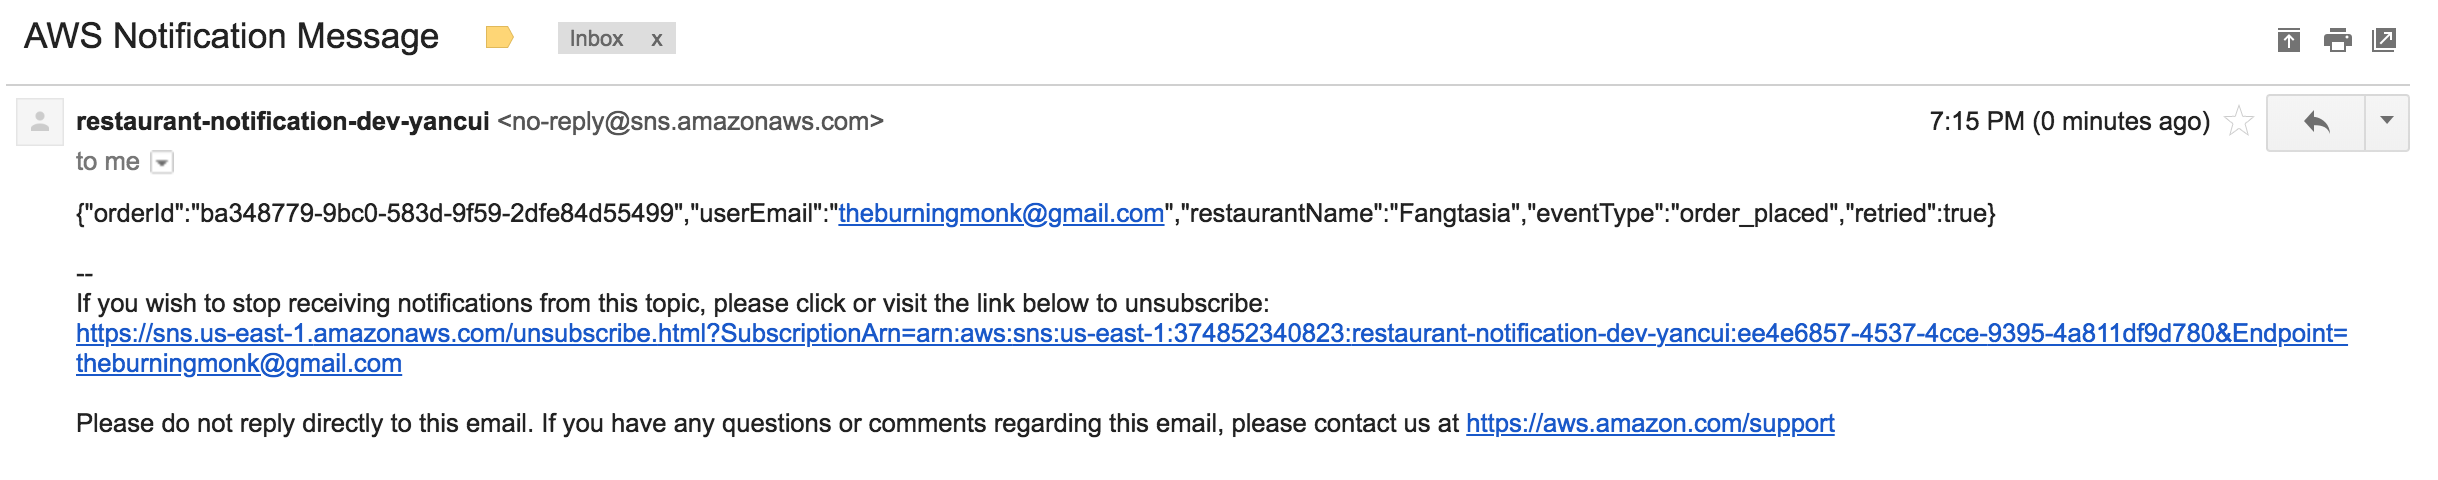 AWS Notification Message
Inbox x
restaurant-notification-dev-yancui <no-reply@sns.amazonaws.com>
7:15 PM (0 minutes ago)
to me
{"orderId":"ba348779-9bc0-583d-9f59-2dfe84d55499","userEmail":"theburningmonk@gmail.com","restaurantName":"Fangtasia","eventType":"order_placed","retried":true}
--
If you wish to stop receiving notifications from this topic, please click or visit the link below to unsubscribe:
https://sns.us-east-1.amazonaws.com/unsubscribe.html?SubscriptionArn=arn:aws:sns:us-east-1:374852340823:restaurant-notification-dev-yancui:ee4e6857-4537-4cce-9395-4a811df9d780&Endpoint=
theburningmonk@gmail.com
Please do not reply directly to this email. If you have any questions or comments regarding this email, please contact us at https://aws.amazon.com/support